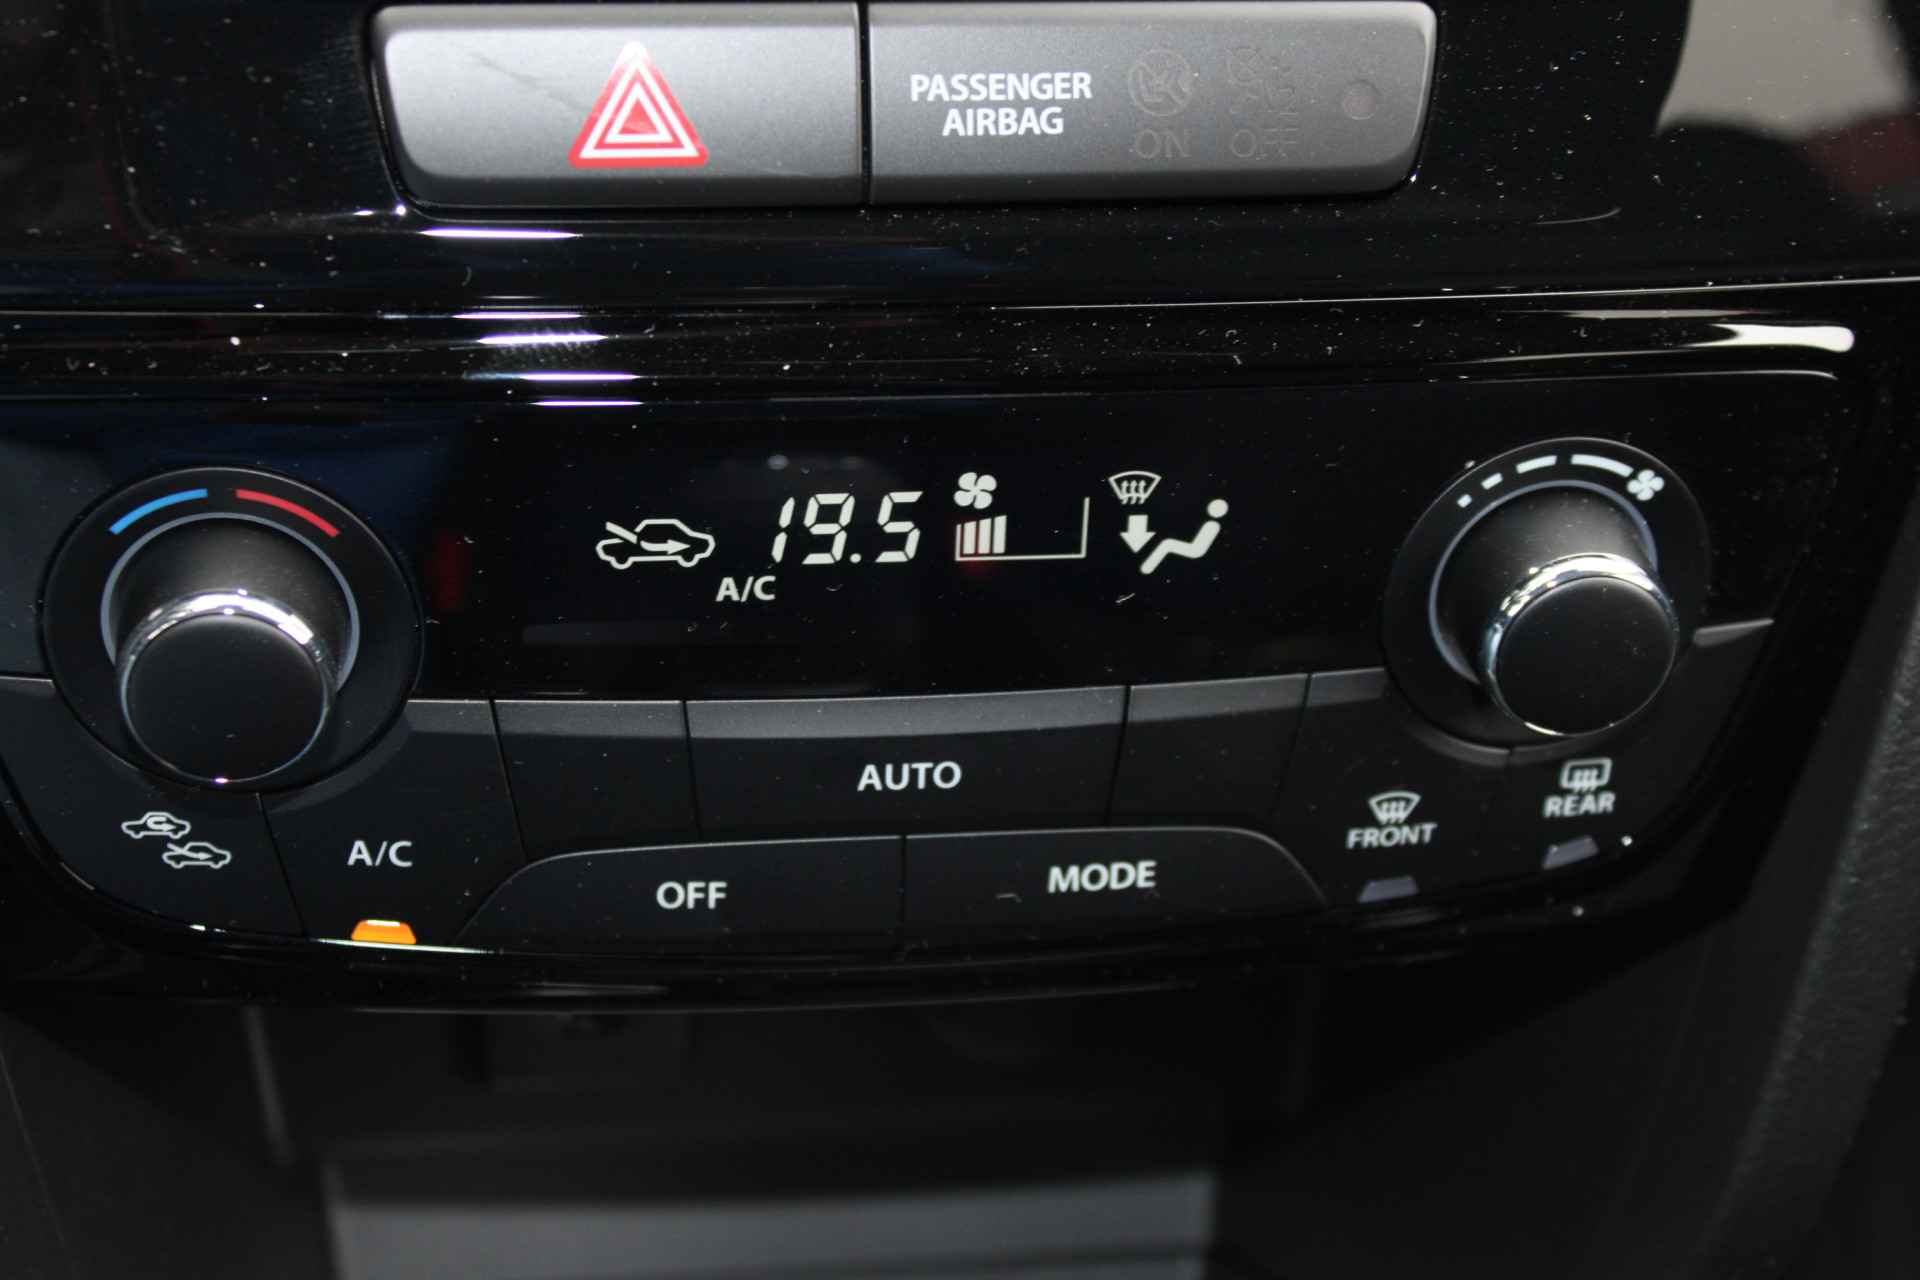 PASSENGER
AIRBAG
ON
OFF
19.5
A/C
AUTO
A/C
OFF
MODE
FRONT
REAR